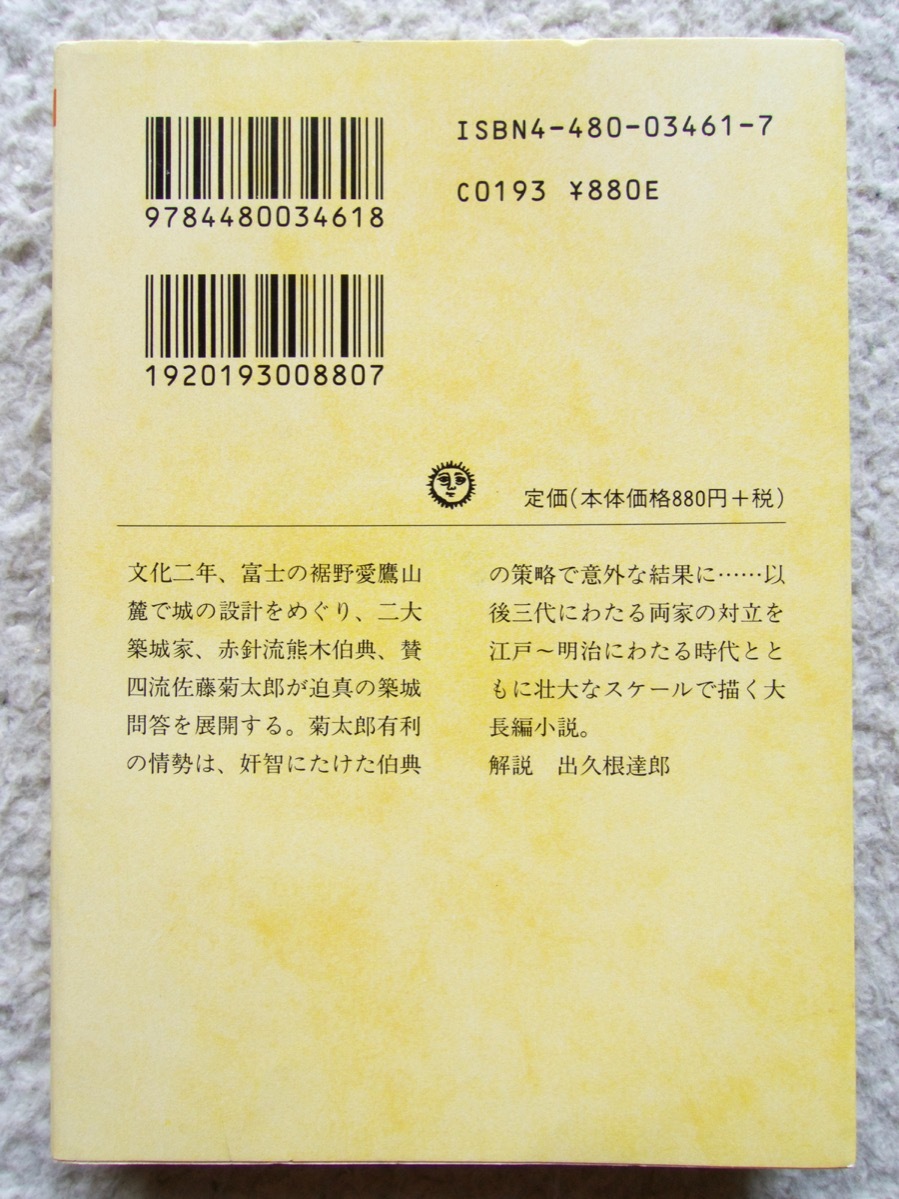 9784480034618
ISBN4-480-03461-7
C0193 ¥880E
1920193008807
定価(本体価格880円+税)
文化二年、富士の裾野愛鷹山
麓で城の設計をめぐり、二大
築城家、赤針流熊木伯典、賛
四流佐藤菊太郎が迫真の築城
問答を展開する。菊太郎有利
の情勢は、奸智にたけた伯典
の策略で意外な結果に……以
後三代にわたる両家の対立を
江戸〜明治にわたる時代とと
もに壮大なスケールで描く大
長編小説。
解説　出久根達郎